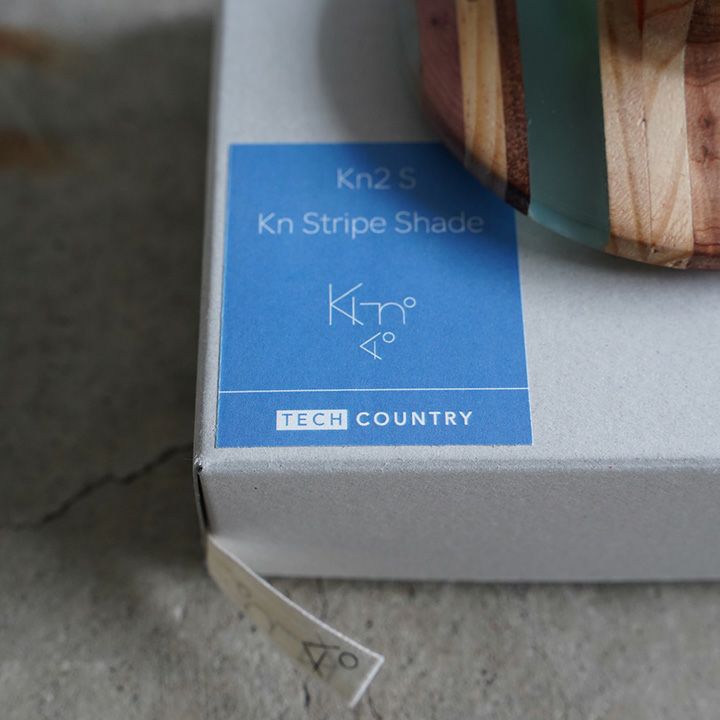 Kn2 S
Kn Stripe Shade
TECH COUNTRY